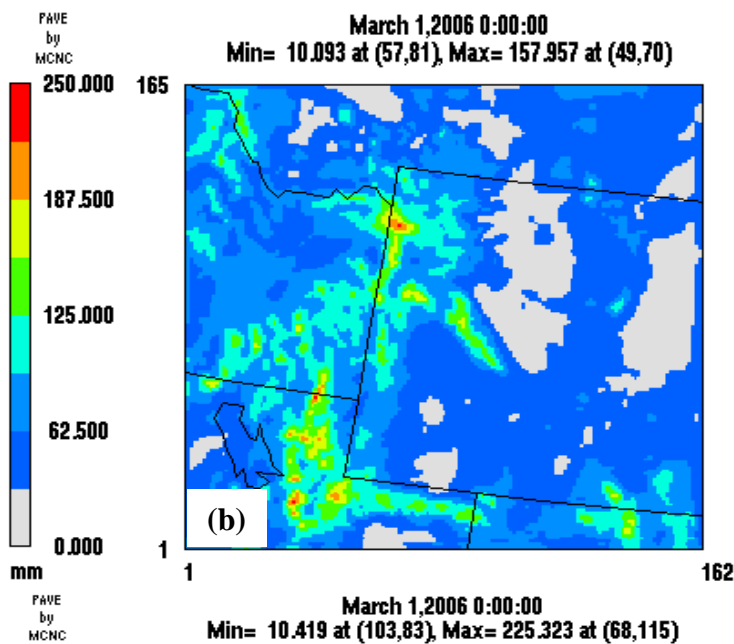 PAVE
by
MCNC
March 1,2006 0:00:00
Min= 10.093 at (57,81), Max= 157.957 at (49,70)
250.000
187.500
125.000
62.500
0.000
mm
165
1
1
162
(b)
PAVE
by
MCNC
March 1,2006 0:00:00
Min= 10.419 at (103,83), Max= 225.323 at (68,115)